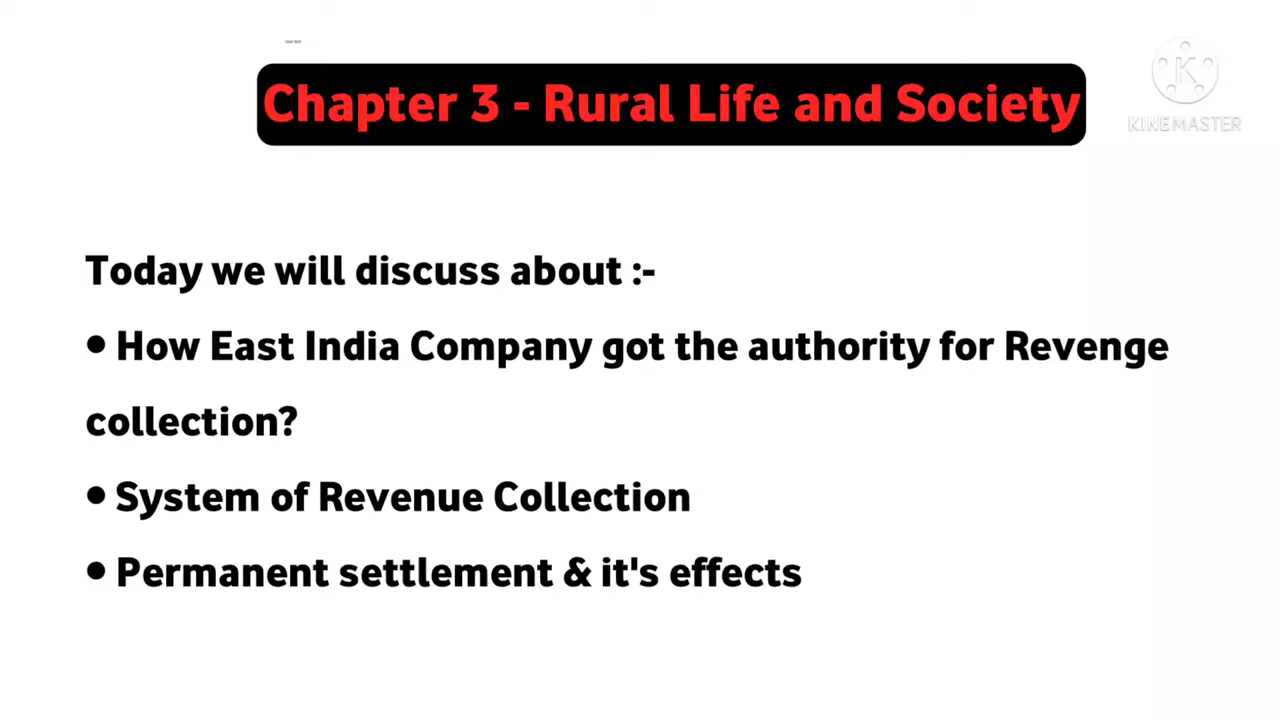 Chapter 3 - Rural Life and Society
K
KINEMASTER
Today we will discuss about :-
• How East India Company got the authority for Revenge
collection?
• System of Revenue Collection
• Permanent settlement & it's effects